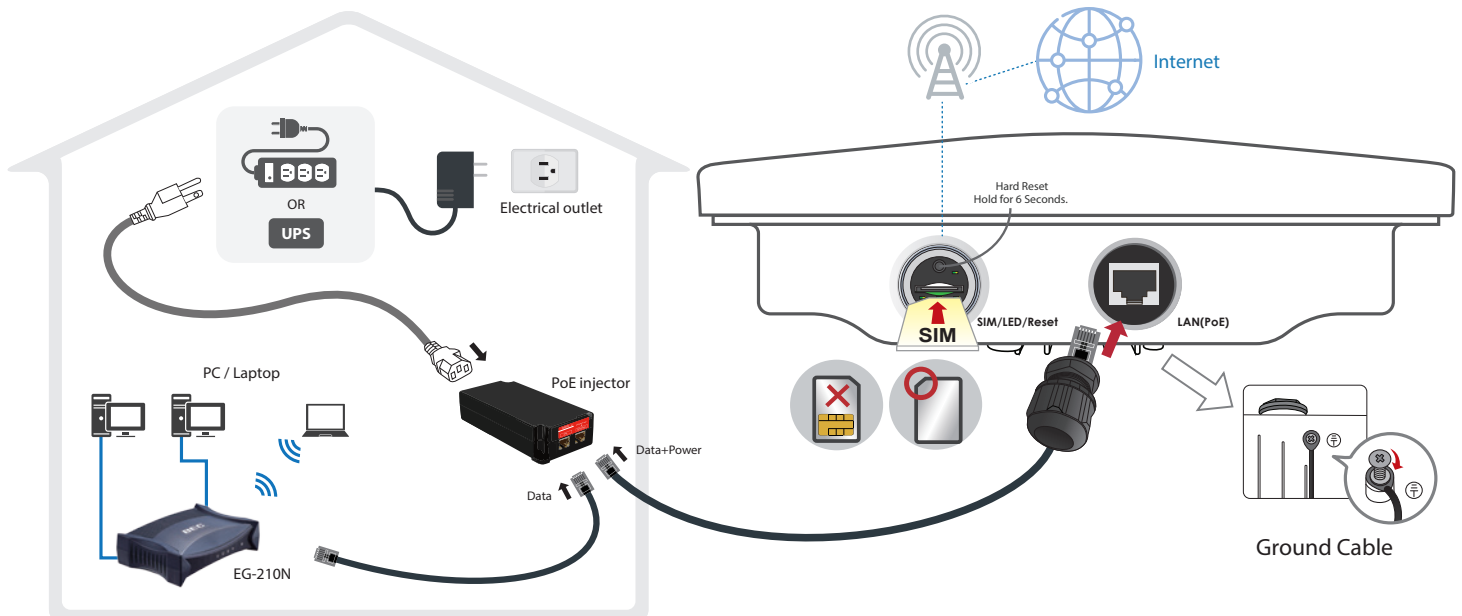 Internet
Hard Reset
Hold for 6 Seconds.
OR
UPS
Electrical outlet
SIM/LED/Reset
LAN(PoE)
SIM
PC / Laptop
PoE injector
Data+Power
Data
BEC
EG-210N
Ground Cable